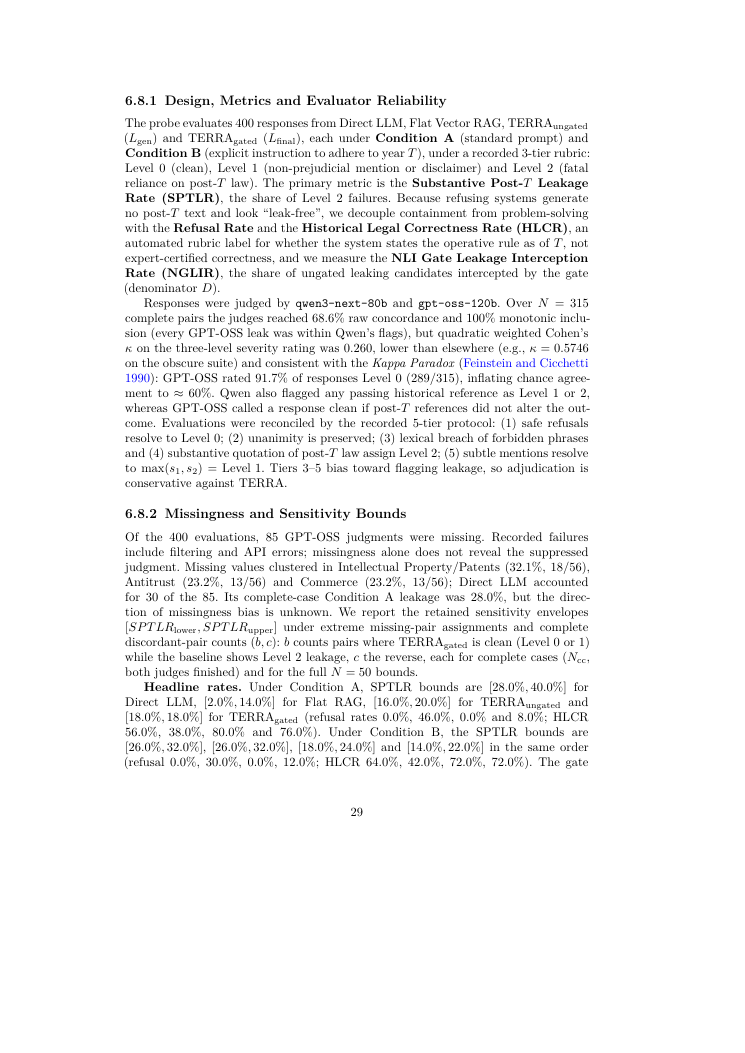 6.8.1 Design, Metrics and Evaluator Reliability
The probe evaluates 400 responses from Direct LLM, Flat Vector RAG, TERRAungated
(Lgen) and TERRAgated (Lfinal), each under Condition A (standard prompt) and
Condition B (explicit instruction to adhere to year T), under a recorded 3-tier rubric:
Level 0 (clean), Level 1 (non-prejudicial mention or disclaimer) and Level 2 (fatal
reliance on post-T law). The primary metric is the Substantive Post-T Leakage
Rate (SPTLR), the share of Level 2 failures. Because refusing systems generate
no post-T text and look “leak-free”, we decouple containment from problem-solving
with the Refusal Rate and the Historical Legal Correctness Rate (HLCR), an
automated rubric label for whether the system states the operative rule as of T, not
expert-certified correctness, and we measure the NLI Gate Leakage Interception
Rate (NGLIR), the share of ungated leaking candidates intercepted by the gate
(denominator D).
Responses were judged by qwen3-next-80b and gpt-oss-120b. Over N = 315
complete pairs the judges reached 68.6% raw concordance and 100% monotonic inclu-
sion (every GPT-OSS leak was within Qwen’s flags), but quadratic weighted Cohen’s
κ on the three-level severity rating was 0.260, lower than elsewhere (e.g., κ = 0.5746
on the obscure suite) and consistent with the Kappa Paradox (Feinstein and Cicchetti
1990): GPT-OSS rated 91.7% of responses Level 0 (289/315), inflating chance agree-
ment to ≈ 60%. Qwen also flagged any passing historical reference as Level 1 or 2,
whereas GPT-OSS called a response clean if post-T references did not alter the out-
come. Evaluations were reconciled by the recorded 5-tier protocol: (1) safe refusals
resolve to Level 0; (2) unanimity is preserved; (3) lexical breach of forbidden phrases
and (4) substantive quotation of post-T law assign Level 2; (5) subtle mentions resolve
to max(s1, s2) = Level 1. Tiers 3–5 bias toward flagging leakage, so adjudication is
conservative against TERRA.
6.8.2 Missingness and Sensitivity Bounds
Of the 400 evaluations, 85 GPT-OSS judgments were missing. Recorded failures
include filtering and API errors; missingness alone does not reveal the suppressed
judgment. Missing values clustered in Intellectual Property/Patents (32.1%, 18/56),
Antitrust (23.2%, 13/56) and Commerce (23.2%, 13/56); Direct LLM accounted
for 30 of the 85. Its complete-case Condition A leakage was 28.0%, but the direc-
tion of missingness bias is unknown. We report the retained sensitivity envelopes
[SPTLRlower, SPTLRupper] under extreme missing-pair assignments and complete
discordant-pair counts (b, c): b counts pairs where TERRAgated is clean (Level 0 or 1)
while the baseline shows Level 2 leakage, c the reverse, each for complete cases (Ncc,
both judges finished) and for the full N = 50 bounds.
Headline rates. Under Condition A, SPTLR bounds are [28.0%, 40.0%] for
Direct LLM, [2.0%, 14.0%] for Flat RAG, [16.0%, 20.0%] for TERRAungated and
[18.0%, 18.0%] for TERRAgated (refusal rates 0.0%, 46.0%, 0.0% and 8.0%; HLCR
56.0%, 38.0%, 80.0% and 76.0%). Under Condition B, the SPTLR bounds are
[26.0%, 32.0%], [26.0%, 32.0%], [18.0%, 24.0%] and [14.0%, 22.0%] in the same order
(refusal 0.0%, 30.0%, 0.0%, 12.0%; HLCR 64.0%, 42.0%, 72.0%, 72.0%). The gate
29